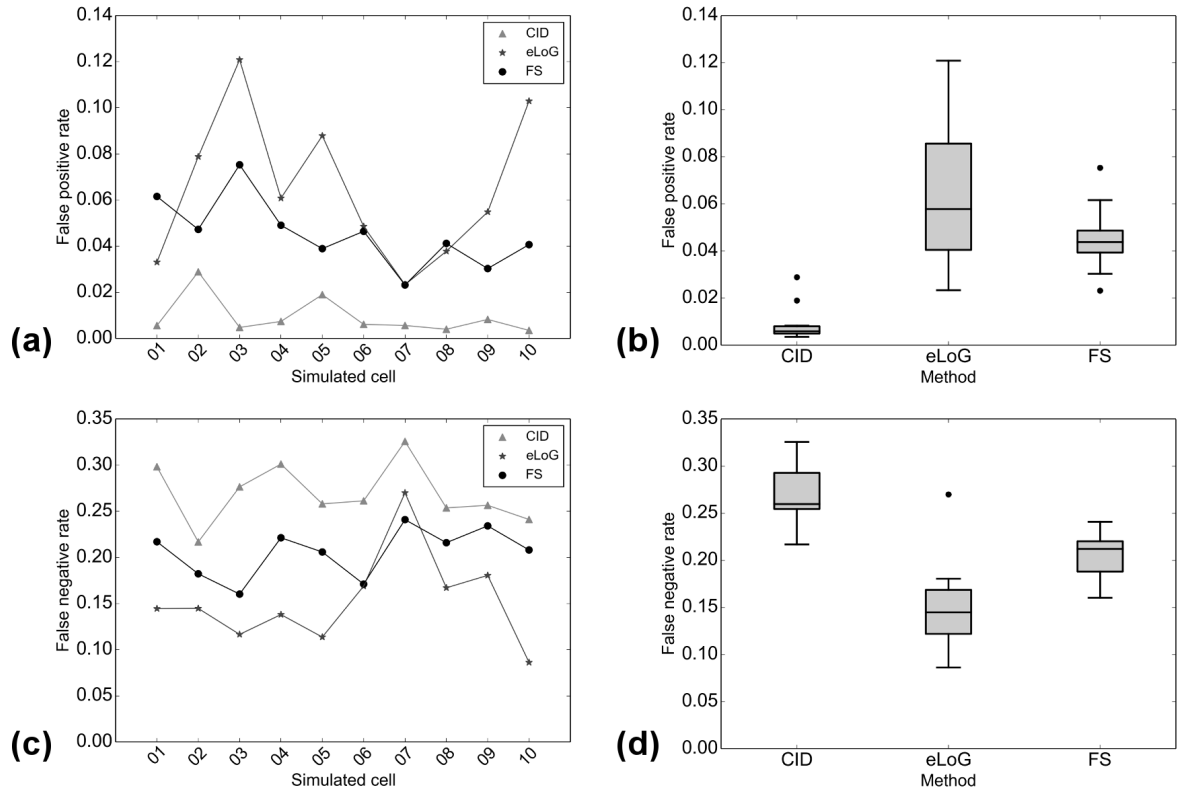 0.14
0.12
0.10
0.08
0.06
0.04
0.02
0.00
False positive rate
CID
eLoG
FS
01 02 03 04 05 06 07 08 09 10
Simulated cell
(a)
0.14
0.12
0.10
0.08
0.06
0.04
0.02
0.00
False positive rate
CID eLoG FS
Method
(b)
0.35
0.30
0.25
0.20
0.15
0.10
0.05
0.00
False negative rate
CID
eLoG
FS
01 02 03 04 05 06 07 08 09 10
Simulated cell
(c)
0.35
0.30
0.25
0.20
0.15
0.10
0.05
0.00
False negative rate
CID eLoG FS
Method
(d)